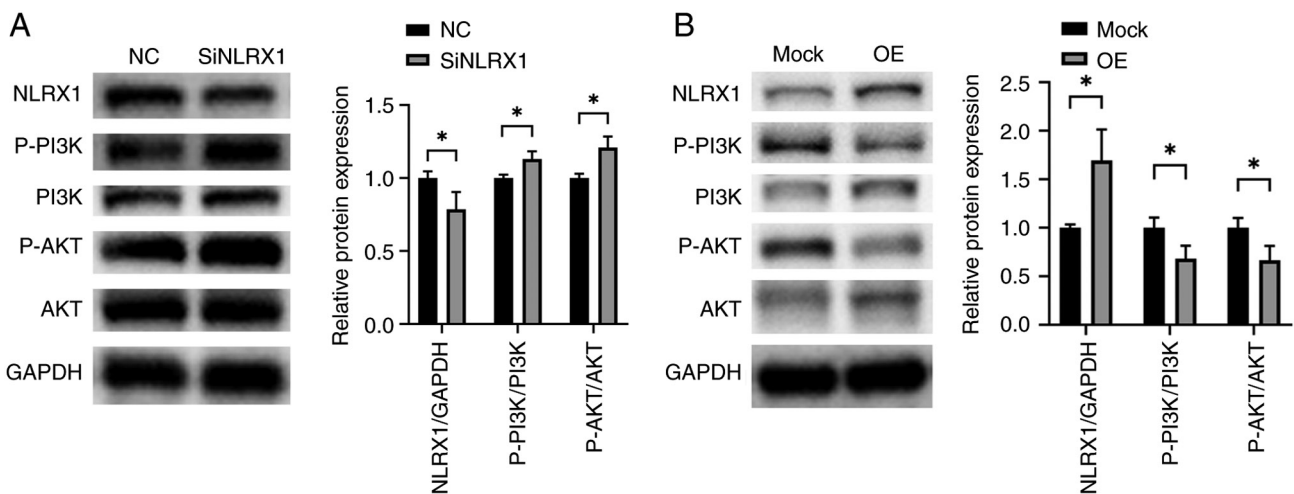 A
NC SiNLRX1
NLRX1
P-PI3K
PI3K
P-AKT
AKT
GAPDH
NC
SiNLRX1
Relative protein expression
1.5
1.0
0.5
0.0
* * *
NLRX1/GAPDH
P-PI3K/PI3K
P-AKT/AKT
B
Mock OE
NLRX1
P-PI3K
PI3K
P-AKT
AKT
GAPDH
Mock
OE
Relative protein expression
2.5
2.0
1.5
1.0
0.5
0.0
* * *
NLRX1/GAPDH
P-PI3K/PI3K
P-AKT/AKT